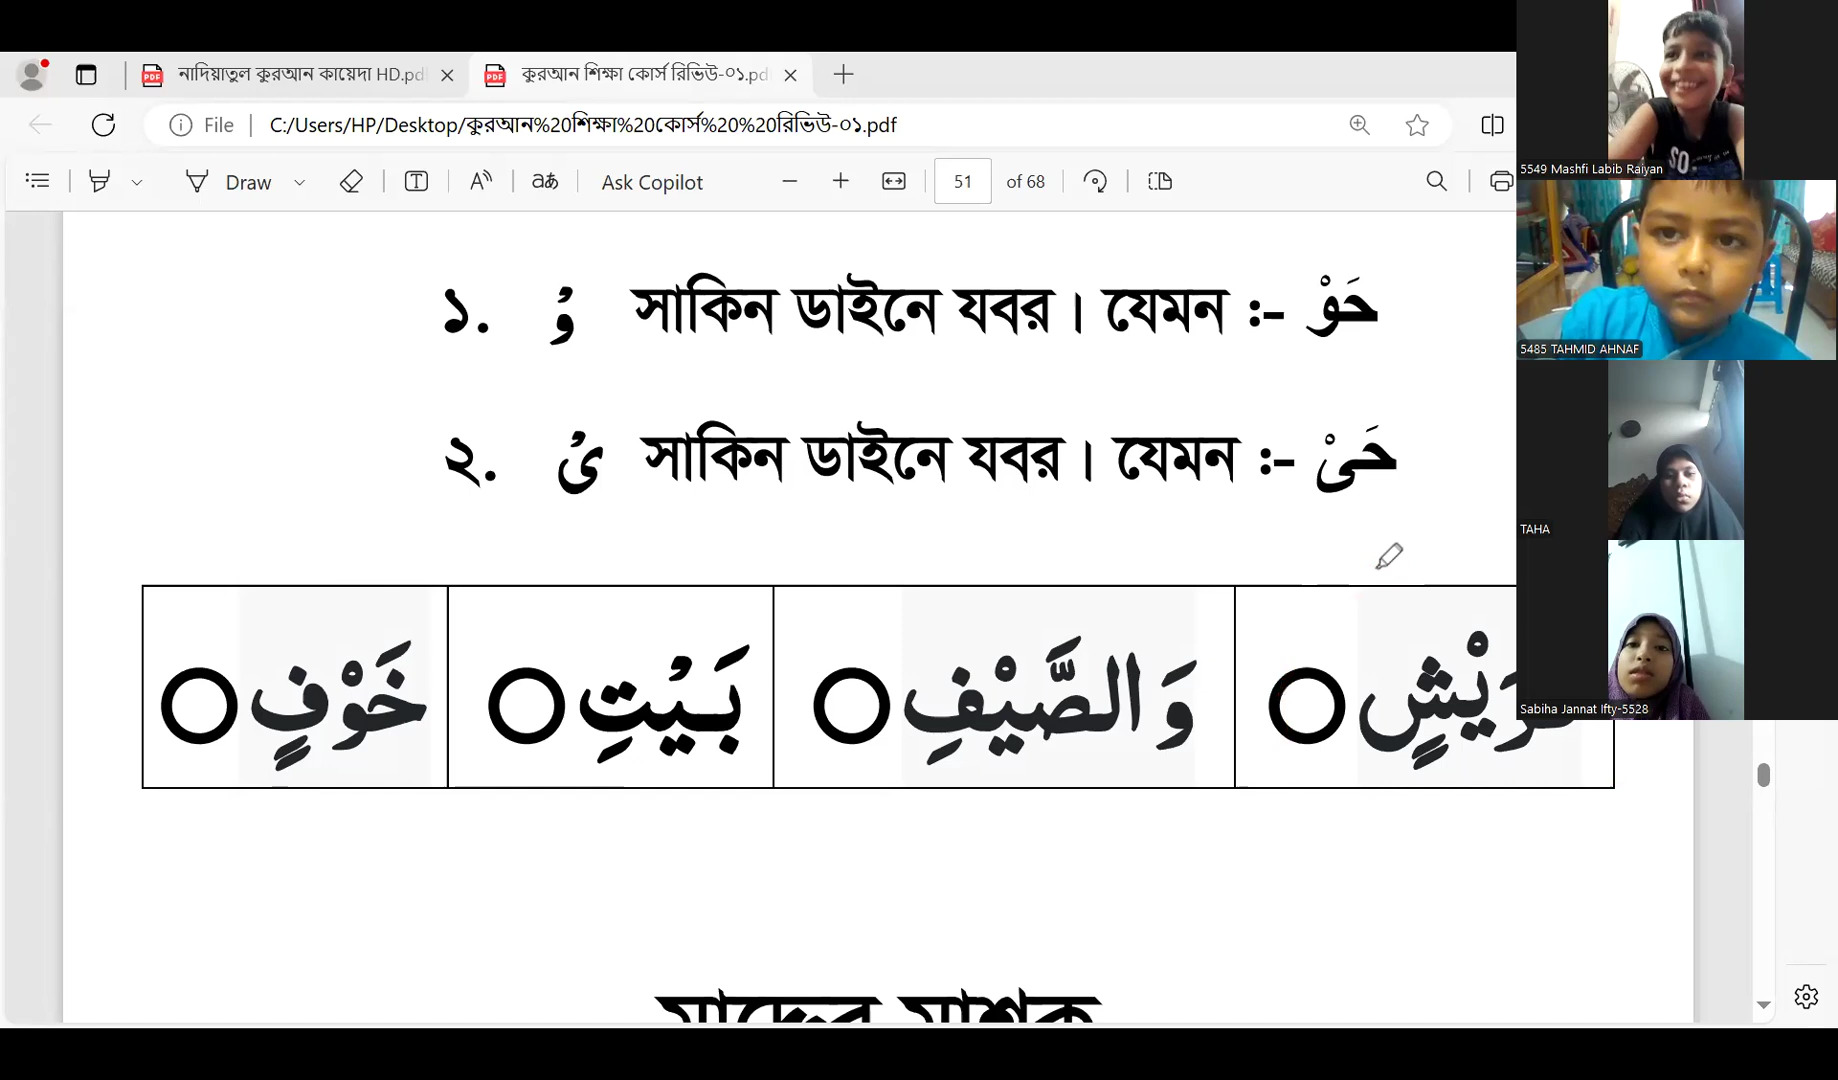 নাদিয়াতুল কুরআন কায়েদা HD.pdf
কুরআন শিক্ষা কোর্স রিভিউ-০১.pd
File
C:/Users/HP/Desktop/কুরআন%20শিক্ষা%20কোর্স%20%20রিভিউ-০১.pdf
Draw
Ask Copilot
51 of 68
১. وْ সাকিন ডাইনে যবর। যেমন :- حَوْ
২. ىْ সাকিন ডাইনে যবর। যেমন :- حَىْ
وَالصَّيْفِ
بَيْتِ
خَوْفٍ
5549 Mashfi Labib Raiyan
5485 TAHMID AHNAF
TAHA
Sabiha Jannat Ifty-5528